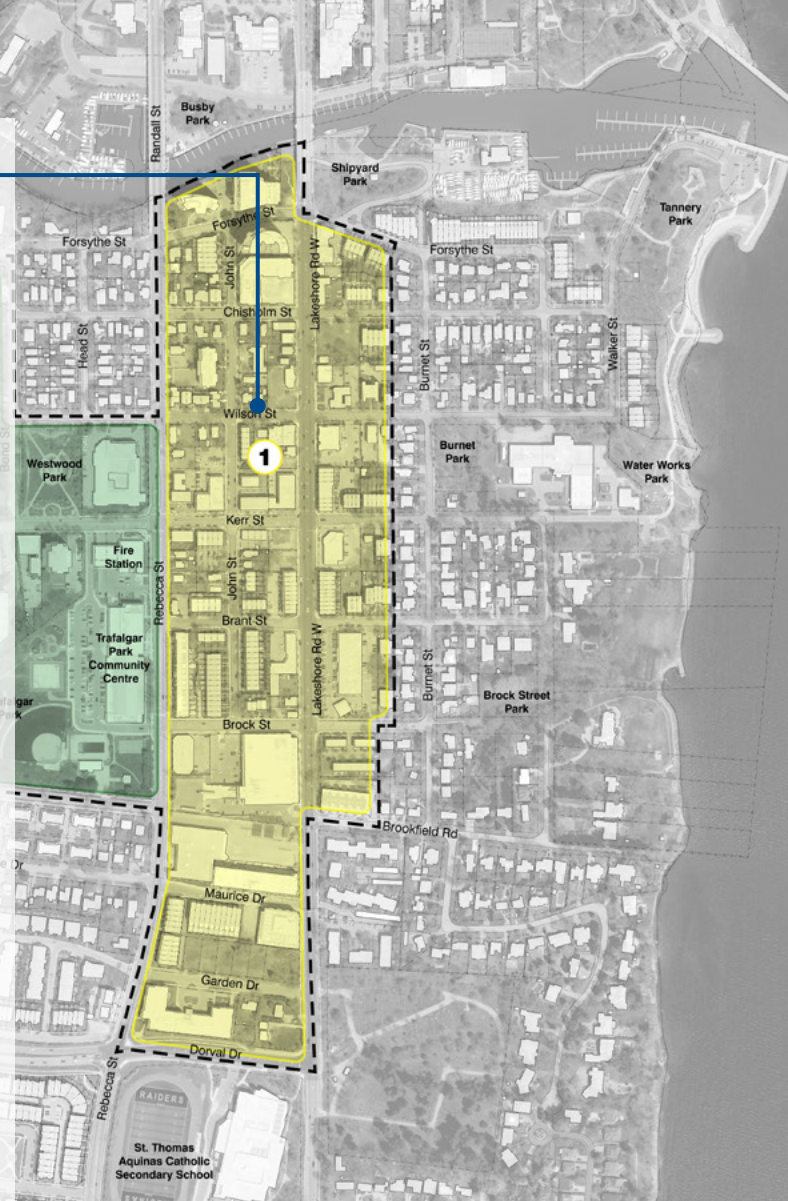 Randall St
Busby
Park
Shipyard
Park
Tannery
Park
Forsythe St
Forsythe St
Forsythe St
John St
Lakeshore Rd W
Chisholm St
Head St
Burnet St
Walker St
Wilson St
Bond St
Westwood
Park
1
Burnet
Park
Water Works
Park
Kerr St
Fire
Station
Rebecca St
John St
Brant St
Trafalgar
Park
Community
Centre
Lakeshore Rd W
Burnet St
Brock Street
Park
Park
Brock St
Brookfield Rd
Maurice Dr
Garden Dr
Dorval Dr
Rebecca St
RAIDERS
St. Thomas
Aquinas Catholic
Secondary School